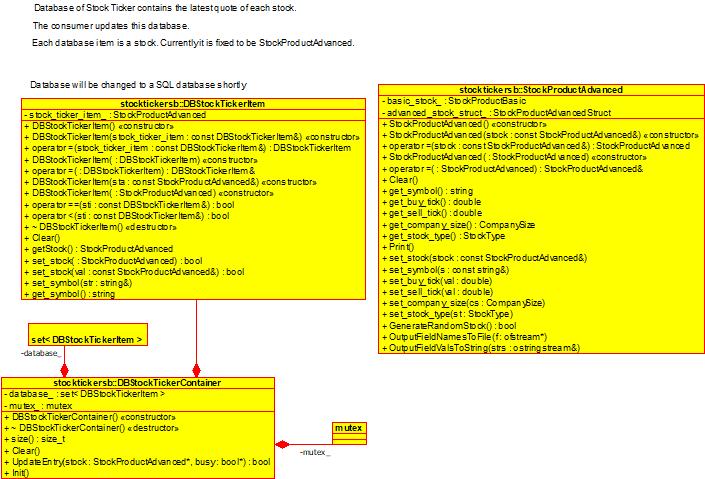 Database of Stock Ticker contains the latest quote of each stock.
The consumer updates this database.
Each database item is a stock. Currently it is fixed to be StockProductAdvanced.
Database will be changed to a SQL database shortly
stocktickersb::DBStockTickerItem
- stock_ticker_item_ : StockProductAdvanced
+ DBStockTickerItem() «constructor»
+ DBStockTickerItem(stock_ticker_item : const DBStockTickerItem&) «constructor»
+ operator =(stock_ticker_item : const DBStockTickerItem&) : DBStockTickerItem
+ DBStockTickerItem( : DBStockTickerItem) «constructor»
+ operator =( : DBStockTickerItem) : DBStockTickerItem&
+ DBStockTickerItem(sta : const StockProductAdvanced&) «constructor»
+ DBStockTickerItem( : StockProductAdvanced) «constructor»
+ operator ==(sti : const DBStockTickerItem&) : bool
+ operator <(sti : const DBStockTickerItem&) : bool
+ ~ DBStockTickerItem() «destructor»
+ Clear()
+ getStock() : StockProductAdvanced
+ set_stock( : StockProductAdvanced) : bool
+ set_stock(val : const StockProductAdvanced&) : bool
+ set_symbol(str : string&)
+ get_symbol() : string
stocktickersb::StockProductAdvanced
- basic_stock_ : StockProductBasic
- advanced_stock_struct_ : StockProductAdvancedStruct
+ StockProductAdvanced() «constructor»
+ StockProductAdvanced(stock : const StockProductAdvanced&) «constructor»
+ operator =(stock : const StockProductAdvanced&) : StockProductAdvanced
+ StockProductAdvanced( : StockProductAdvanced) «constructor»
+ operator =( : StockProductAdvanced) : StockProductAdvanced&
+ Clear()
+ get_symbol() : string
+ get_buy_tick() : double
+ get_sell_tick() : double
+ get_company_size() : CompanySize
+ get_stock_type() : StockType
+ Print()
+ set_stock(stock : const StockProductAdvanced&)
+ set_symbol(s : const string&)
+ set_buy_tick(val : double)
+ set_sell_tick(val : double)
+ set_company_size(cs : CompanySize)
+ set_stock_type(st : StockType)
+ GenerateRandomStock() : bool
+ OutputFieldNamesToFile(f : ofstream*)
+ OutputFieldValsToString(strs : ostringstream&)
set< DBStockTickerItem >
-database_
stocktickersb::DBStockTickerContainer
- database_ : set< DBStockTickerItem >
- mutex_ : mutex
+ DBStockTickerContainer() «constructor»
+ ~ DBStockTickerContainer() «destructor»
+ size() : size_t
+ Clear()
+ UpdateEntry(stock : StockProductAdvanced*, busy : bool*) : bool
+ Init()
mutex
-mutex_